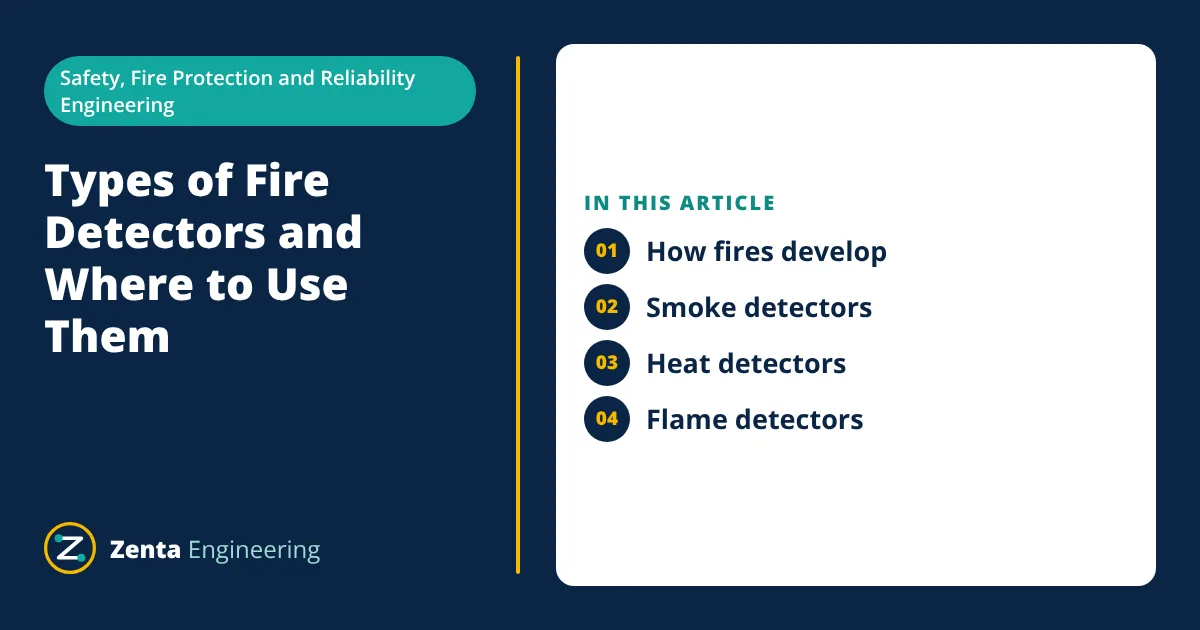 Safety, Fire Protection and Reliability
Engineering
Types of Fire
Detectors and
Where to Use
Them
Zenta Engineering
IN THIS ARTICLE
01 How fires develop
02 Smoke detectors
03 Heat detectors
04 Flame detectors